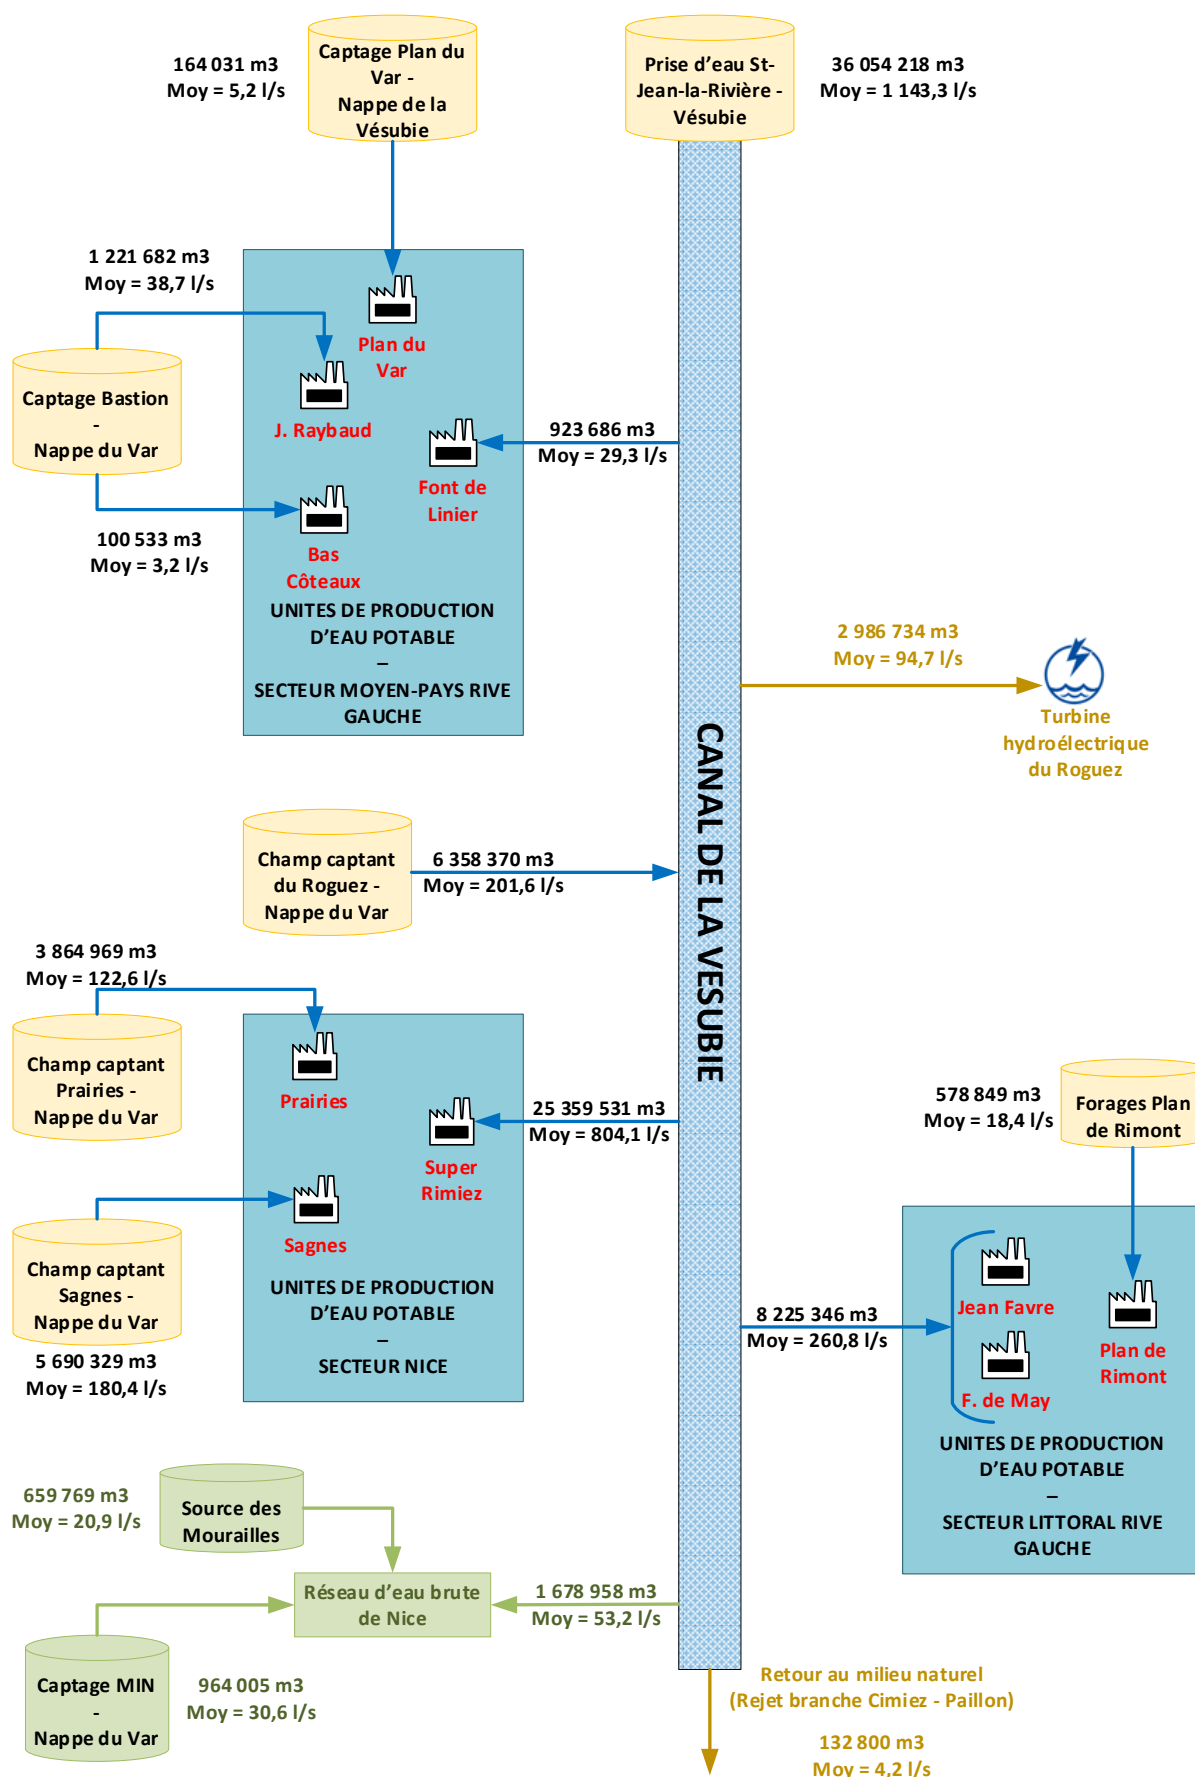 164 031 m3
Moy = 5,2 l/s
Captage Plan du
Var -
Nappe de la
Vésubie
Prise d'eau St-
Jean-la-Rivière -
Vésubie
36 054 218 m3
Moy = 1 143,3 l/s
1 221 682 m3
Moy = 38,7 l/s
Plan du
Var
Captage Bastion
-
Nappe du Var
J. Raybaud
923 686 m3
Moy = 29,3 l/s
Font de
Linier
100 533 m3
Moy = 3,2 l/s
Bas
Côteaux
UNITES DE PRODUCTION
D'EAU POTABLE
–
SECTEUR MOYEN-PAYS RIVE
GAUCHE
2 986 734 m3
Moy = 94,7 l/s
Turbine
hydroélectrique
du Roguez
CANAL DE LA VESUBIE
Champ captant
du Roguez -
Nappe du Var
6 358 370 m3
Moy = 201,6 l/s
3 864 969 m3
Moy = 122,6 l/s
Champ captant
Prairies -
Nappe du Var
Prairies
25 359 531 m3
Moy = 804,1 l/s
Super
Rimiez
578 849 m3
Moy = 18,4 l/s
Forages Plan
de Rimont
Champ captant
Sagnes -
Nappe du Var
Sagnes
5 690 329 m3
Moy = 180,4 l/s
UNITES DE PRODUCTION
D'EAU POTABLE
–
SECTEUR NICE
8 225 346 m3
Moy = 260,8 l/s
Jean Favre
F. de May
Plan de
Rimont
UNITES DE PRODUCTION
D'EAU POTABLE
–
SECTEUR LITTORAL RIVE
GAUCHE
659 769 m3
Moy = 20,9 l/s
Source des
Mourailles
Réseau d'eau brute
de Nice
1 678 958 m3
Moy = 53,2 l/s
Captage MIN
-
Nappe du Var
964 005 m3
Moy = 30,6 l/s
Retour au milieu naturel
(Rejet branche Cimiez - Paillon)
132 800 m3
Moy = 4,2 l/s